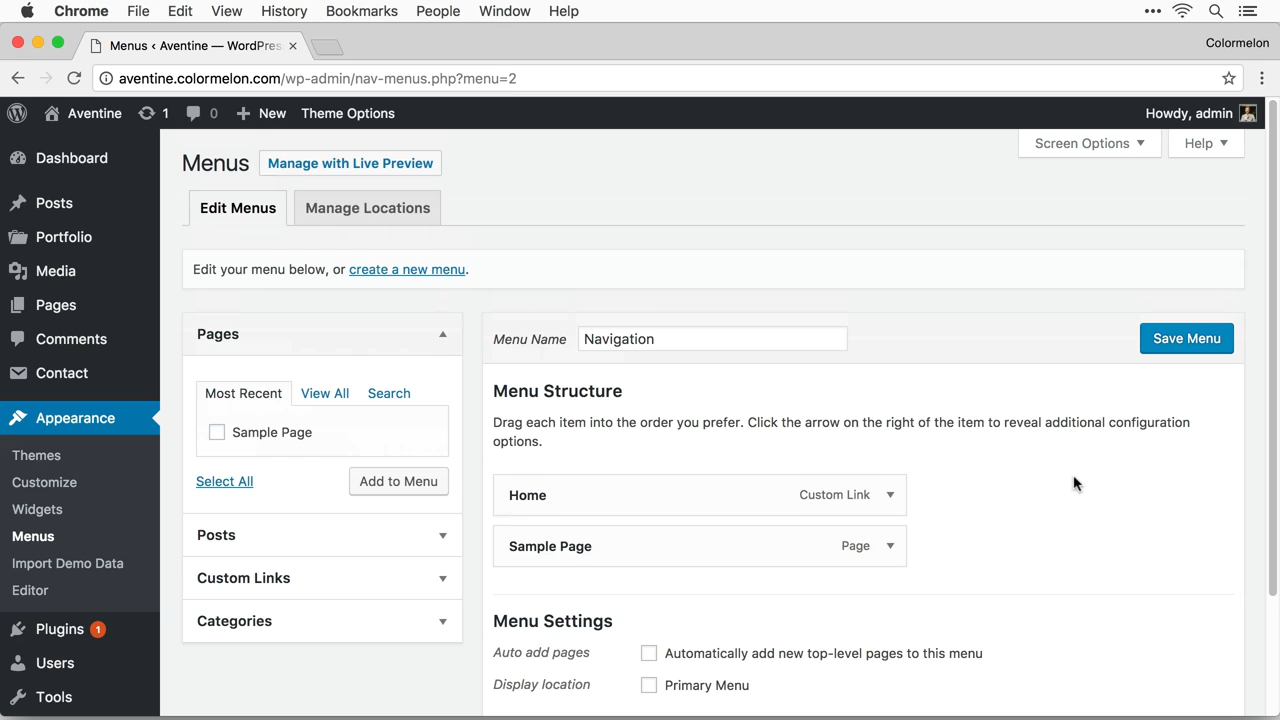 Chrome File Edit View History Bookmarks People Window Help
Menus ‹ Aventine — WordPres
Colormelon
aventine.colormelon.com/wp-admin/nav-menus.php?menu=2
Aventine 1 0 New Theme Options Howdy, admin
Screen Options Help
Dashboard
Posts
Portfolio
Media
Pages
Comments
Contact
Appearance
Themes
Customize
Widgets
Menus
Import Demo Data
Editor
Plugins 1
Users
Tools
Menus Manage with Live Preview
Edit Menus Manage Locations
Edit your menu below, or create a new menu.
Pages
Most Recent View All Search
Sample Page
Select All Add to Menu
Posts
Custom Links
Categories
Menu Name Navigation Save Menu
Menu Structure
Drag each item into the order you prefer. Click the arrow on the right of the item to reveal additional configuration
options.
Home Custom Link
Sample Page Page
Menu Settings
Auto add pages Automatically add new top-level pages to this menu
Display location Primary Menu